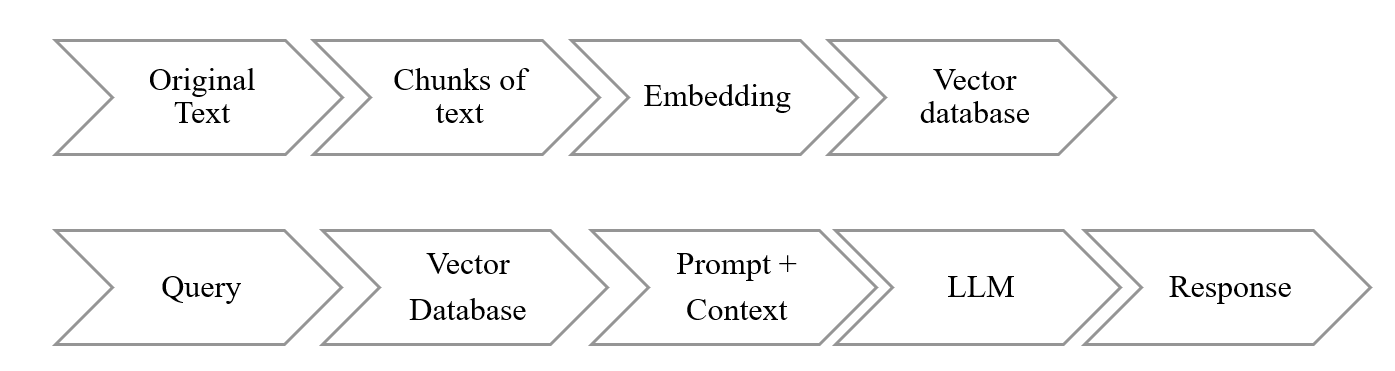 Original
Text
Chunks of
text
Embedding
Vector
database
Query
Vector
Database
Prompt +
Context
LLM
Response